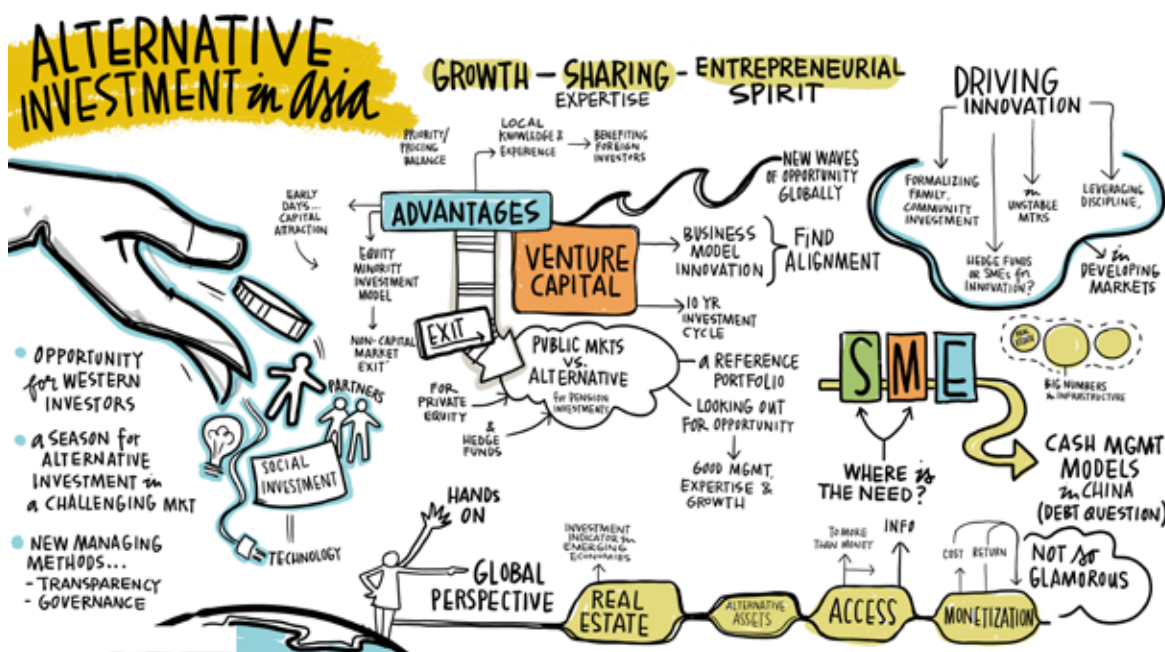 ALTERNATIVE
INVESTMENT in asia
GROWTH – SHARING – ENTREPRENEURIAL
EXPERTISE
SPIRIT
PRIORITY/
PRICING
BALANCE
LOCAL
KNOWLEDGE &
EXPERIENCE
BENEFITING
FOREIGN
INVESTORS
EARLY
DAYS...
CAPITAL
ATTRACTION
ADVANTAGES
EQUITY
MINORITY
INVESTMENT
MODEL
NON-CAPITAL
MARKET
EXIT
NEW WAVES
OF OPPORTUNITY
GLOBALLY
VENTURE
CAPITAL
BUSINESS
MODEL
INNOVATION
FIND
ALIGNMENT
10 YR
INVESTMENT
CYCLE
EXIT
PUBLIC MKTS
VS.
ALTERNATIVE
for PENSION
INVESTMENTS
FOR
PRIVATE
EQUITY
& HEDGE
FUNDS
a REFERENCE
PORTFOLIO
LOOKING OUT
FOR OPPORTUNITY
GOOD MGMT,
EXPERTISE &
GROWTH
DRIVING
INNOVATION
FORMALIZING
FAMILY,
COMMUNITY
INVESTMENT
HEDGE FUNDS
OR SMEs for
INNOVATION?
in
UNSTABLE
MTKS
LEVERAGING
DISCIPLINE,
in
DEVELOPING
MARKETS
SME
WHERE is
THE NEED?
REAL
ESTATE
BIG NUMBERS
in INFRASTRUCTURE
CASH MGMT
MODELS
in CHINA
(DEBT QUESTION)
OPPORTUNITY
for WESTERN
INVESTORS
a SEASON for
ALTERNATIVE
INVESTMENT in
a CHALLENGING MKT
NEW MANAGING
METHODS...
- TRANSPARENCY
- GOVERNANCE
PARTNERS
SOCIAL
INVESTMENT
TECHNOLOGY
HANDS
ON
GLOBAL
PERSPECTIVE
INVESTMENT
INDICATOR in
EMERGING
ECONOMIES
REAL
ESTATE
ALTERNATIVE
ASSETS
TO MORE
THAN MONEY
INFO
ACCESS
COST
RETURN
MONETIZATION
NOT so
GLAMOROUS